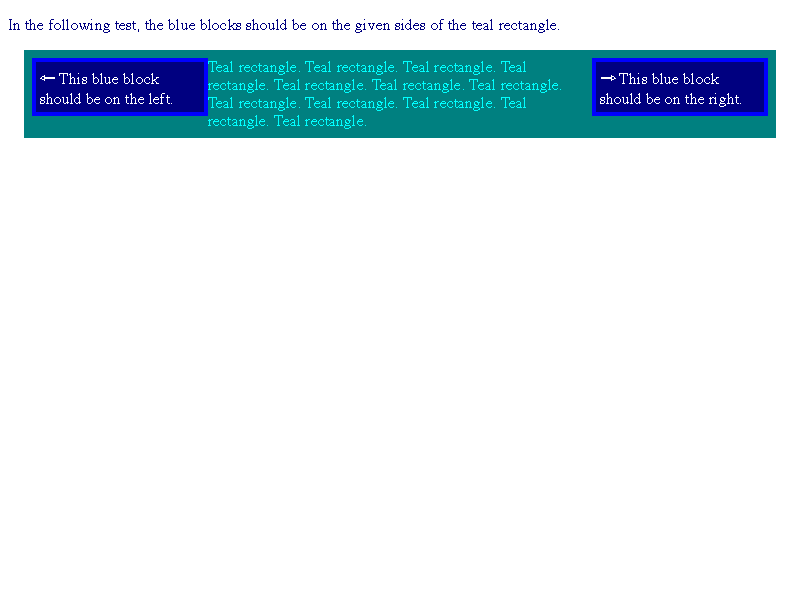 In the following test, the blue blocks should be on the given sides of the teal rectangle.
← This blue block
should be on the left.
Teal rectangle. Teal rectangle. Teal rectangle. Teal
rectangle. Teal rectangle. Teal rectangle. Teal rectangle.
Teal rectangle. Teal rectangle. Teal rectangle. Teal
rectangle. Teal rectangle.
→ This blue block
should be on the right.